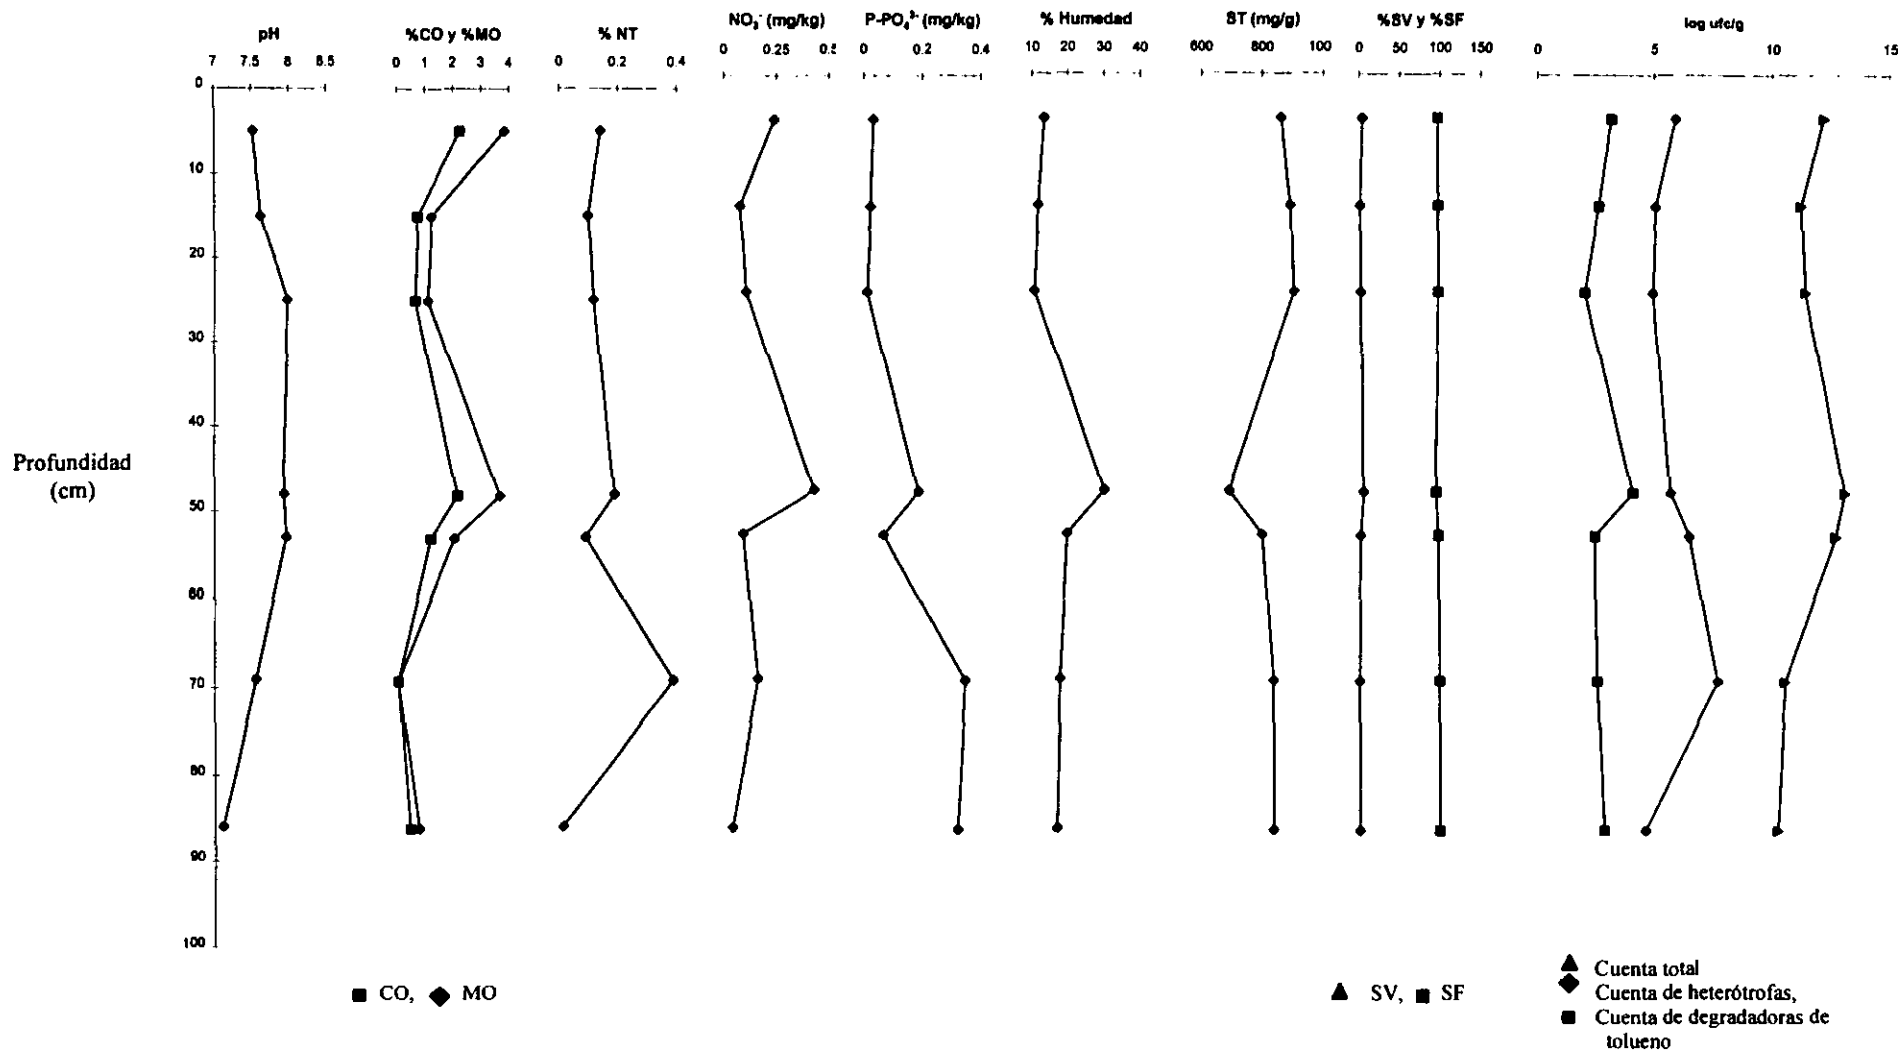 pH
7 7.5 8 8.5
%CO y %MO
0 1 2 3 4
% NT
0 0.2 0.4
NO₃⁻ (mg/kg)
0 0.25 0.5
P-PO₄³⁻ (mg/kg)
0 0.2 0.4
% Humedad
10 20 30 40
ST (mg/g)
600 800 100
%SV y %SF
0 50 100 150
log ufc/g
0 5 10 15
0
10
20
30
40
50
60
70
80
90
100
Profundidad
(cm)
■ CO, ◆ MO
▲ SV, ■ SF
▲ Cuenta total
◆ Cuenta de heterótrofas,
■ Cuenta de degradadoras de
tolueno